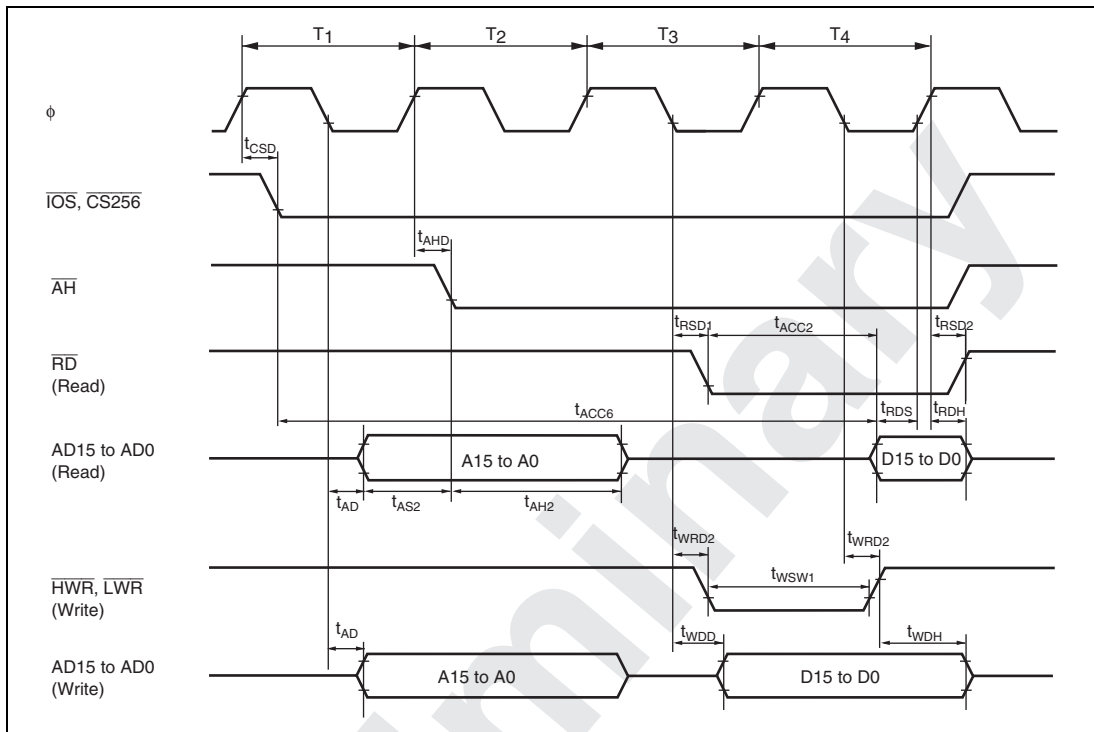 T1 T2 T3 T4
ϕ
tCSD
IOS, CS256
tAHD
AH
tRSD1 tACC2 tRSD2
RD
(Read)
tACC6 tRDS tRDH
AD15 to AD0
(Read)
A15 to A0 D15 to D0
tAD tAS2 tAH2
tWRD2 tWRD2
HWR, LWR
(Write)
tWSW1
tAD tWDD tWDH
AD15 to AD0
(Write)
A15 to A0 D15 to D0